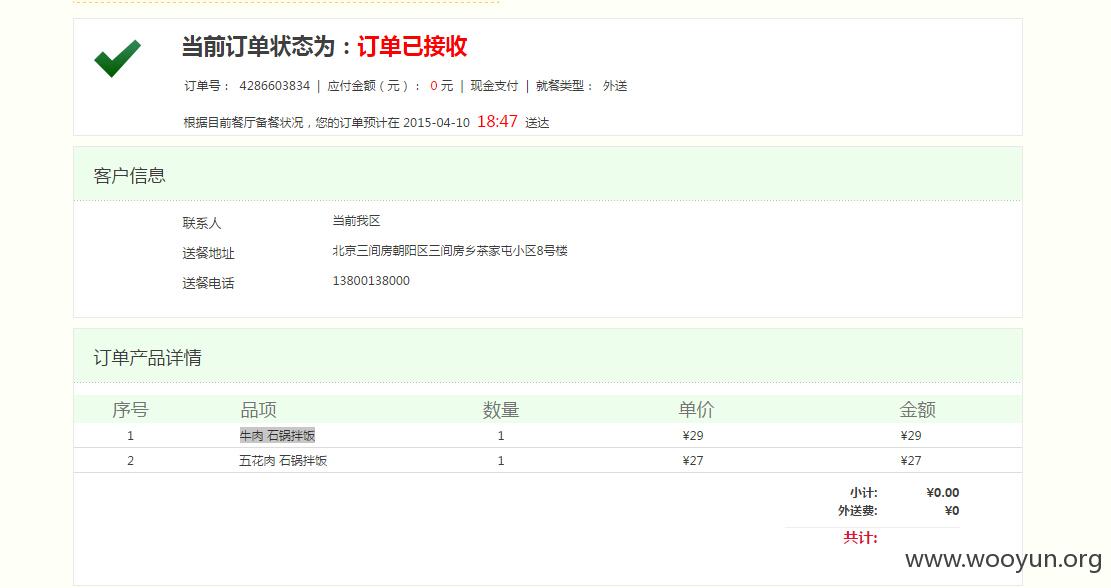 当前订单状态为：订单已接收
订单号： 4286603834 | 应付金额（元）： 0 元 | 现金支付 | 就餐类型： 外送
根据目前餐厅备餐状况，您的订单预计在 2015-04-10 18:47 送达
客户信息
联系人 当前我区
送餐地址 北京三间房朝阳区三间房乡茶家屯小区8号楼
送餐电话 13800138000
订单产品详情
序号 品项 数量 单价 金额
1 牛肉 石锅拌饭 1 ¥29 ¥29
2 五花肉 石锅拌饭 1 ¥27 ¥27
小计: ¥0.00
外送费: ¥0
共计:
www.wooyun.org